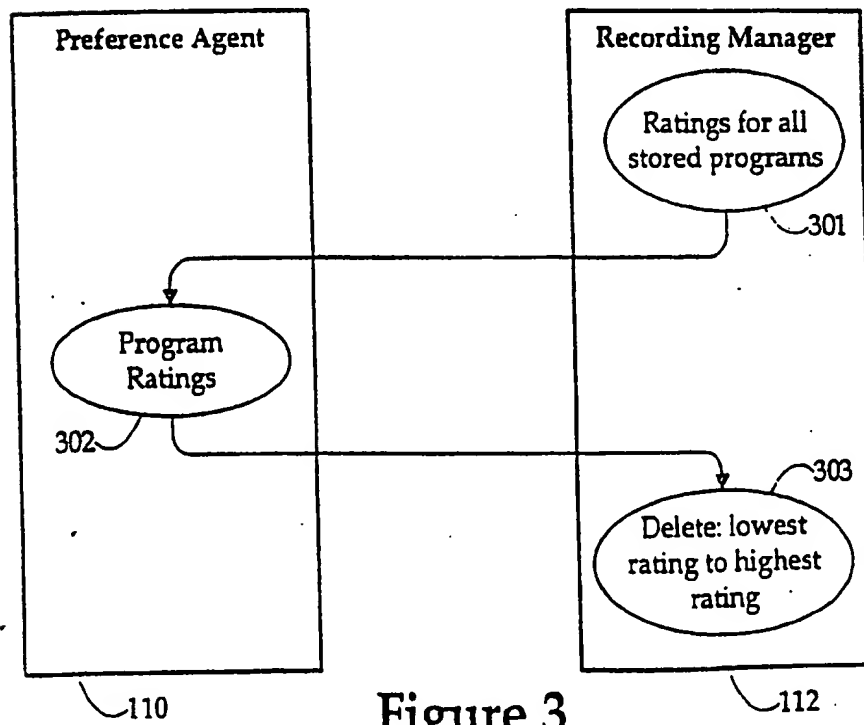 Preference Agent
Recording Manager
Ratings for all
stored programs
301
Program
Ratings
302
303
Delete: lowest
rating to highest
rating
110
112
Figure 3